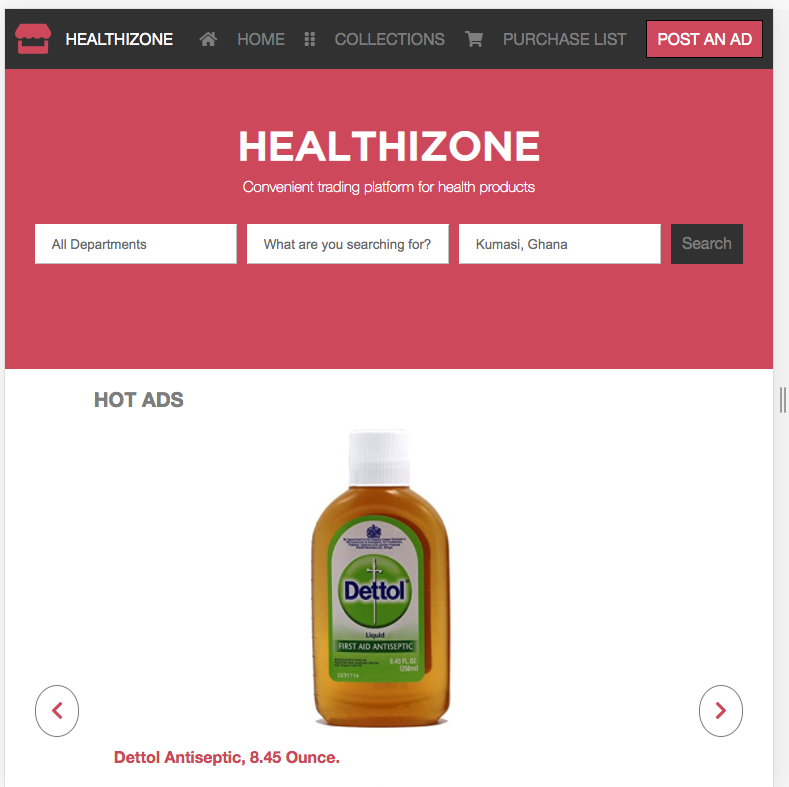 HEALTHIZONE HOME COLLECTIONS PURCHASE LIST POST AN AD
HEALTHIZONE
Convenient trading platform for health products
All Departments What are you searching for? Kumasi, Ghana Search
HOT ADS
Dettol
Liquid
FIRST AID ANTISEPTIC
8.45 FL. OZ
(250ml)
Dettol Antiseptic, 8.45 Ounce.